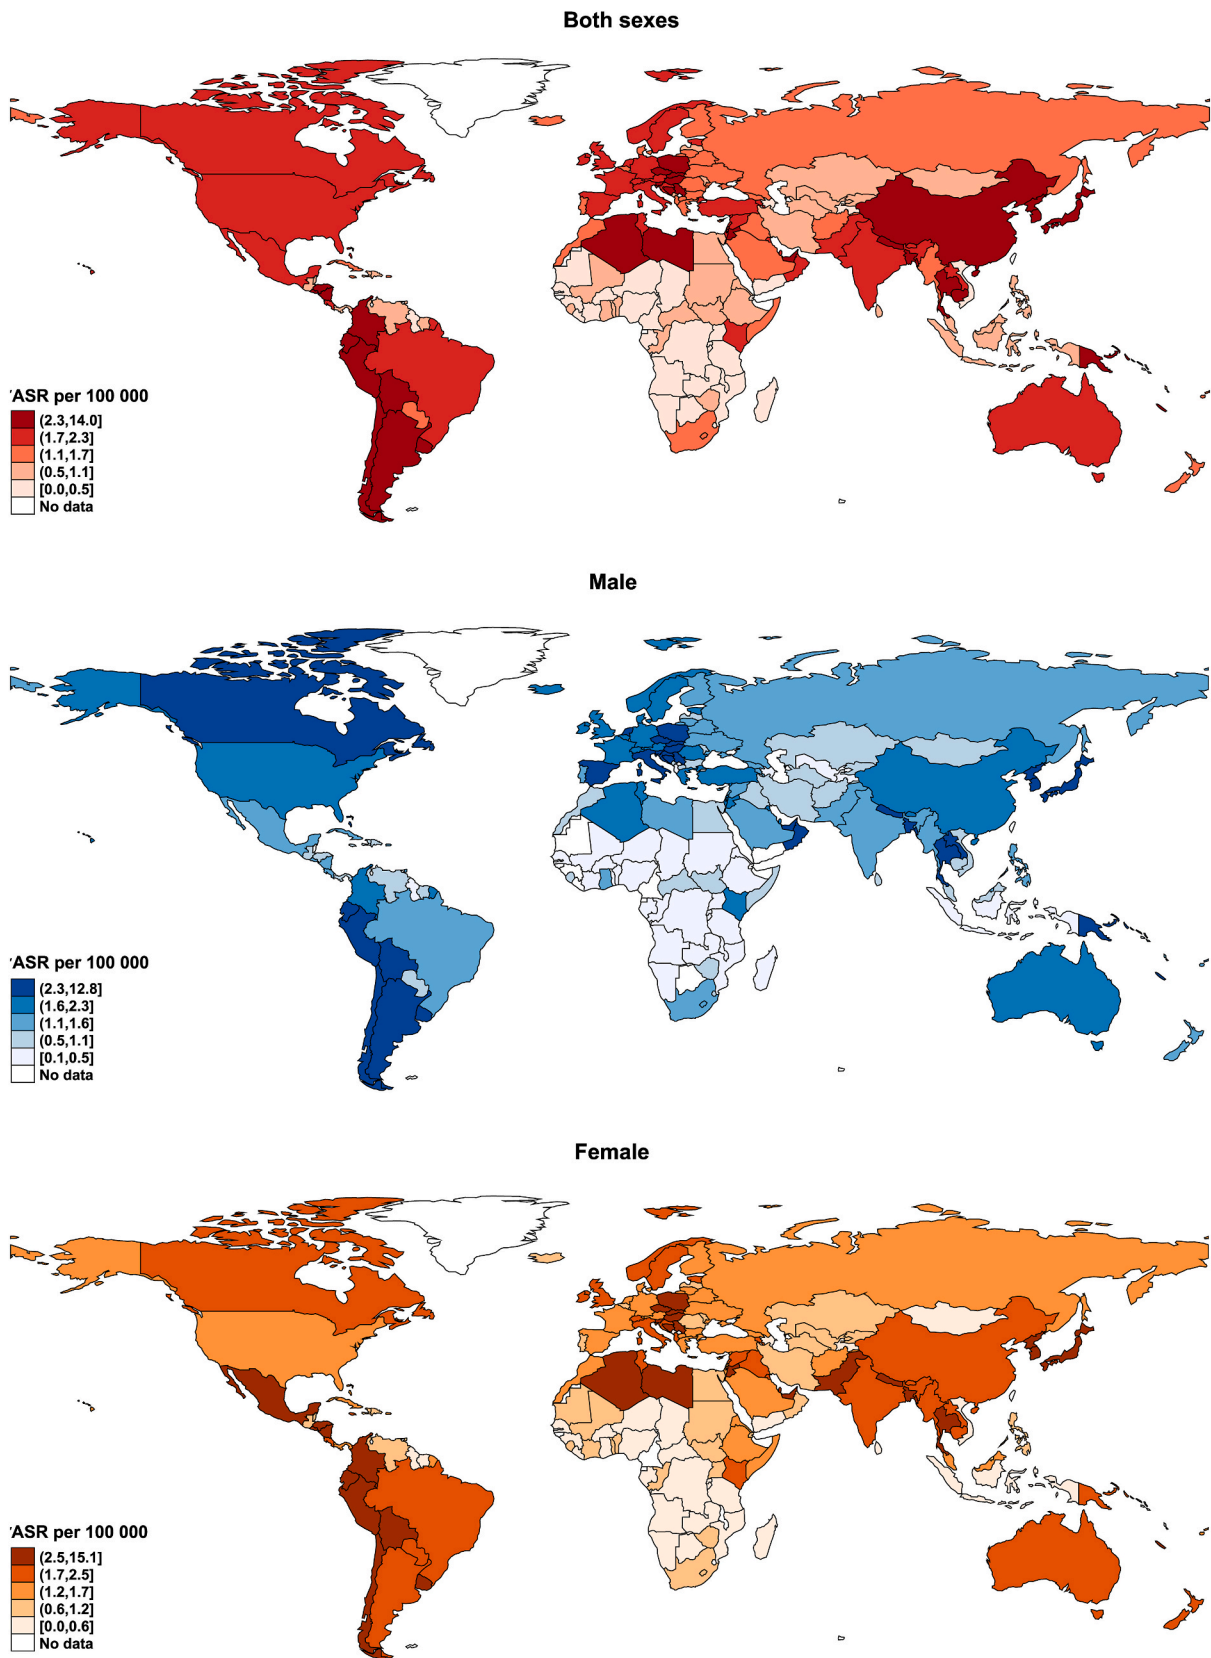 Both sexes
ASR per 100 000
(2.3,14.0]
(1.7,2.3]
(1.1,1.7]
(0.5,1.1]
[0.0,0.5]
No data
Male
ASR per 100 000
(2.3,12.8]
(1.6,2.3]
(1.1,1.6]
(0.5,1.1]
[0.1,0.5]
No data
Female
ASR per 100 000
(2.5,15.1]
(1.7,2.5]
(1.2,1.7]
(0.6,1.2]
[0.0,0.6]
No data